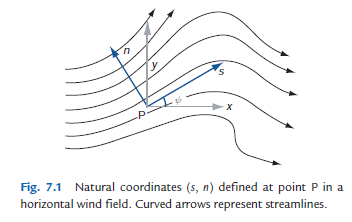 n
y
s
ψ
x
P
Fig. 7.1 Natural coordinates (s, n) defined at point P in a
horizontal wind field. Curved arrows represent streamlines.